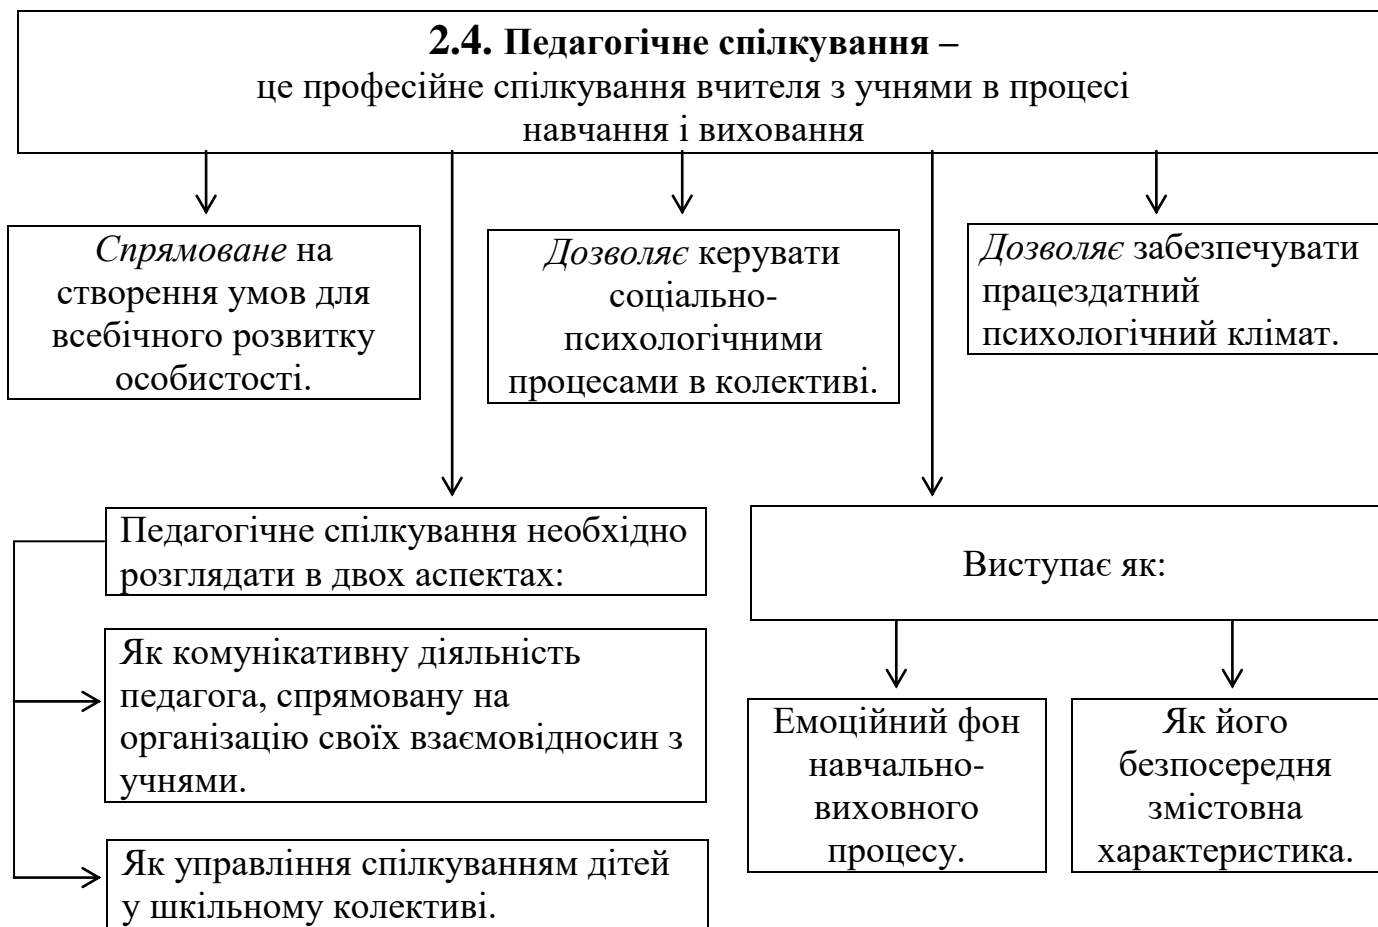 2.4. Педагогічне спілкування –
це професійне спілкування вчителя з учнями в процесі
навчання і виховання
Спрямоване на
створення умов для
всебічного розвитку
особистості.
Дозволяє керувати
соціально-
психологічними
процесами в колективі.
Дозволяє забезпечувати
працездатний
психологічний клімат.
Педагогічне спілкування необхідно
розглядати в двох аспектах:
Як комунікативну діяльність
педагога, спрямовану на
організацію своїх взаємовідносин з
учнями.
Як управління спілкуванням дітей
у шкільному колективі.
Виступає як:
Емоційний фон
навчально-
виховного
процесу.
Як його
безпосередня
змістовна
характеристика.